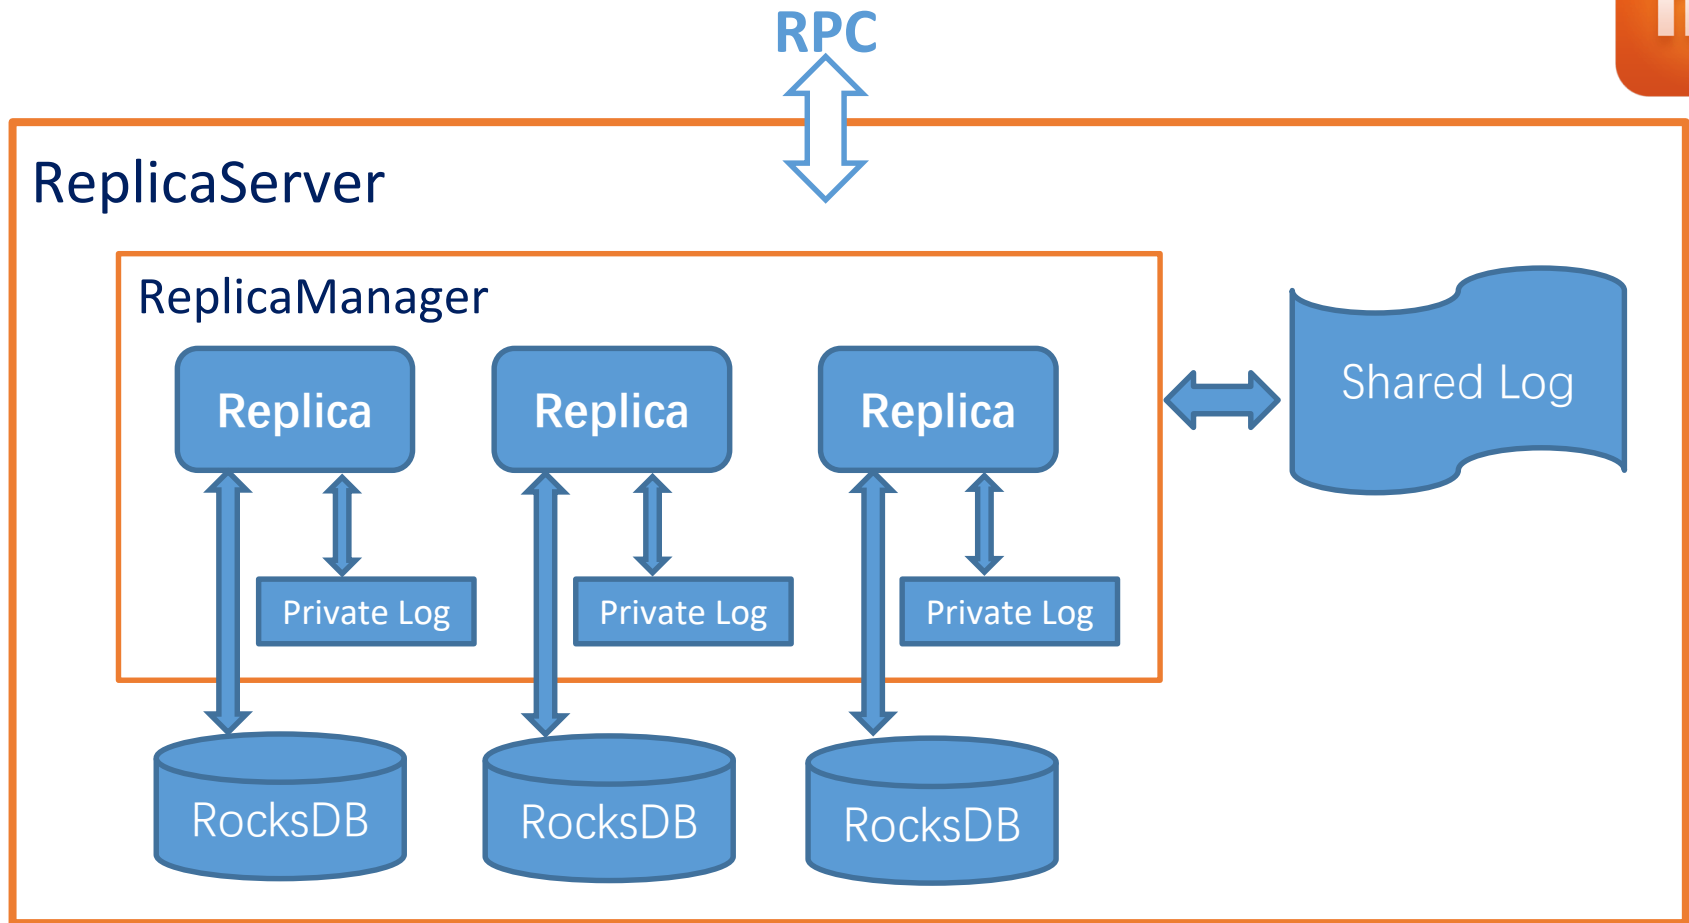 RPC
ReplicaServer
ReplicaManager
Replica
Replica
Replica
Shared Log
Private Log
Private Log
Private Log
RocksDB
RocksDB
RocksDB